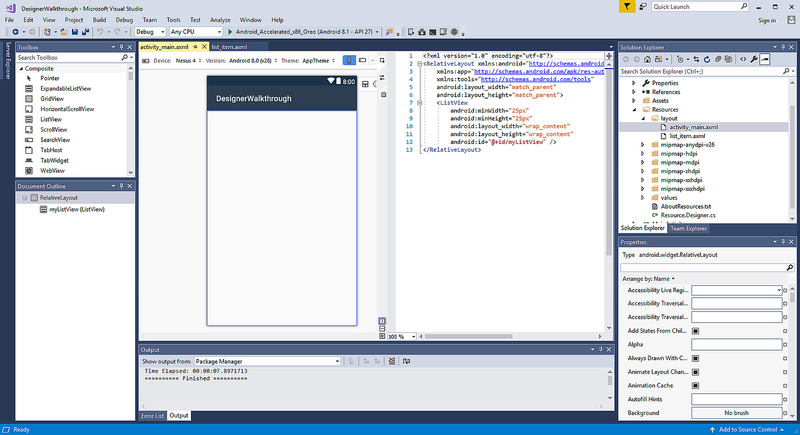 DesignerWalkthrough - Microsoft Visual Studio
Quick Launch (Ctrl+Q)
File Edit View Project Build Debug Team Tools Test Analyze Window Help
Sign in
Debug Any CPU Android_Accelerated_x86_Oreo (Android 8.1 - API 27)
Server Explorer
Toolbox
Search Toolbox
Composite
Pointer
ExpandableListView
GridView
HorizontalScrollView
ListView
ScrollView
SearchView
TabHost
TabWidget
WebView
Document Outline
RelativeLayout
myListView (ListView)
activity_main.axml list_item.axml
Device: Nexus 4 Version: Android 8.0 (v26) Theme: AppTheme
8:00
DesignerWalkthrough
1 <?xml version="1.0" encoding="utf-8"?>
2 <RelativeLayout xmlns:android="http://schemas.android
3 xmlns:app="http://schemas.android.com/apk/res-aut
4 xmlns:tools="http://schemas.android.com/tools"
5 android:layout_width="match_parent"
6 android:layout_height="match_parent">
7 <ListView
8 android:minWidth="25px"
9 android:minHeight="25px"
10 android:layout_width="wrap_content"
11 android:layout_height="wrap_content"
12 android:id="@+id/myListView" />
13 </RelativeLayout>
100 %
Output
Show output from: Package Manager
Time Elapsed: 00:00:07.8971713
========== Finished ==========
Error List Output
Solution Explorer
Search Solution Explorer (Ctrl+;)
Properties
References
Assets
Resources
layout
activity_main.axml
list_item.axml
mipmap-anydpi-v26
mipmap-hdpi
mipmap-mdpi
mipmap-xhdpi
mipmap-xxhdpi
mipmap-xxxhdpi
values
AboutResources.txt
Resource.Designer.cs
Solution Explorer Team Explorer
Properties
Type android.widget.RelativeLayout
Arrange by: Name
Accessibility Live Regi...
Accessibility Traversal...
Accessibility Traversal...
Add States From Chil...
Alpha
Always Drawn With C...
Animate Layout Chan...
Animation Cache
Autofill Hints
Background No brush
Ready
Add to Source Control